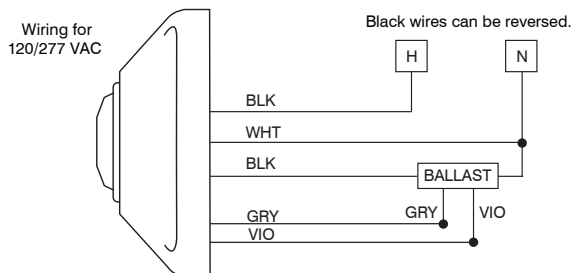 Wiring for
120/277 VAC
Black wires can be reversed.
H
N
BLK
WHT
BLK
BALLAST
GRY
GRY
VIO
VIO